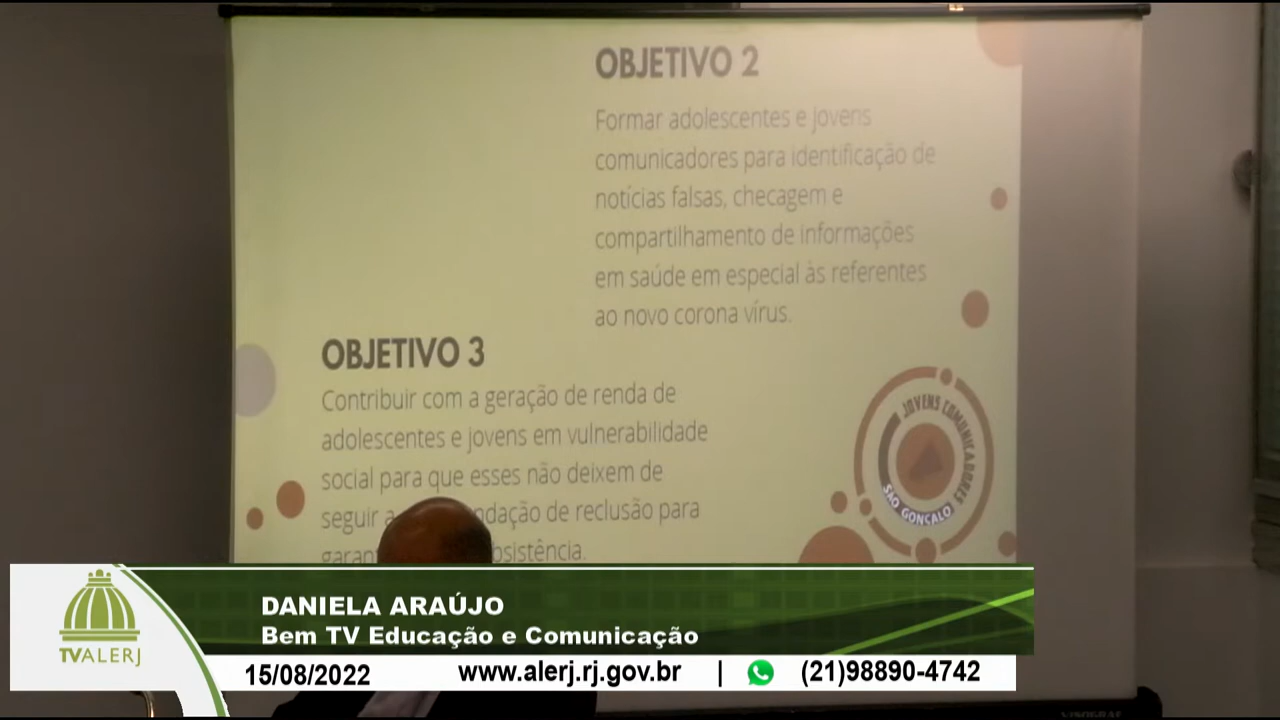 OBJETIVO 2
Formar adolescentes e jovens
comunicadores para identificação de
notícias falsas, checagem e
compartilhamento de informações
em saúde em especial às referentes
ao novo corona vírus.
OBJETIVO 3
Contribuir com a geração de renda de
adolescentes e jovens em vulnerabilidade
social para que esses não deixem de
seguir a ndação de reclusão para
garan bsistência.
JOVENS COMUNICADORES
SÃO GONÇALO
DANIELA ARAÚJO
Bem TV Educação e Comunicação
TVALERJ
15/08/2022 www.alerj.rj.gov.br | (21)98890-4742